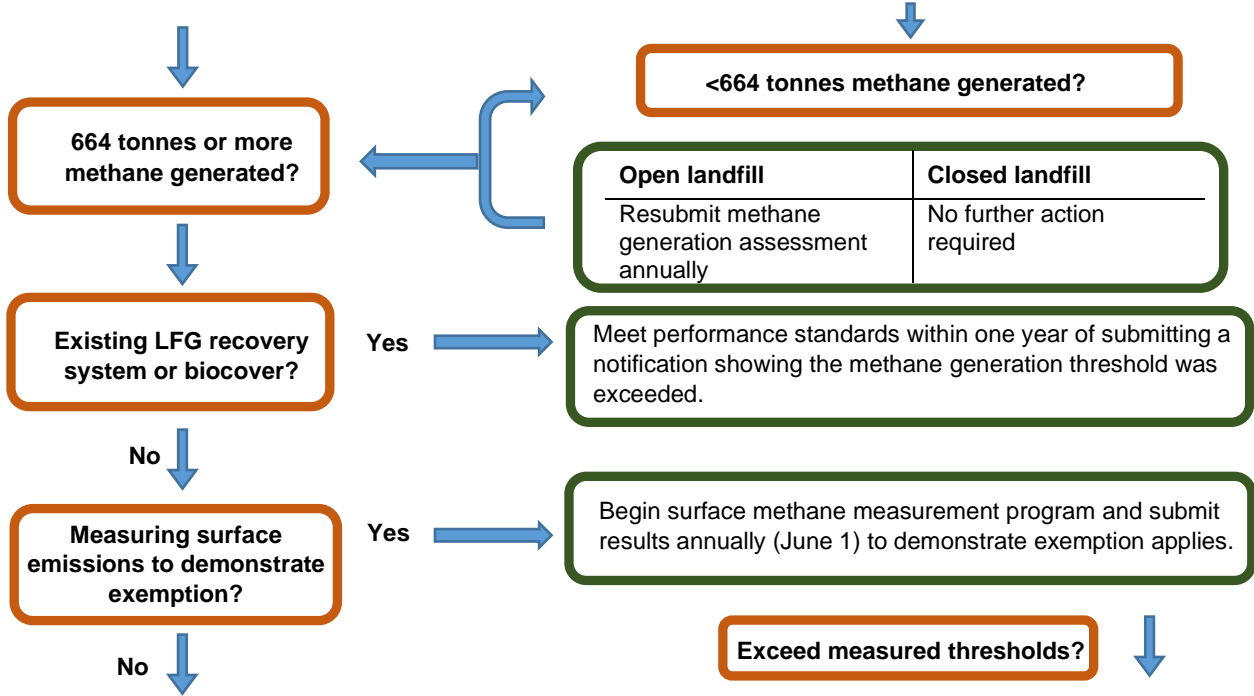 <664 tonnes methane generated?
664 tonnes or more
methane generated?
Open landfill
Closed landfill
Resubmit methane
generation assessment
annually
No further action
required
Existing LFG recovery
system or biocover?
Yes
Meet performance standards within one year of submitting a
notification showing the methane generation threshold was
exceeded.
No
Measuring surface
emissions to demonstrate
exemption?
Yes
Begin surface methane measurement program and submit
results annually (June 1) to demonstrate exemption applies.
No
Exceed measured thresholds?